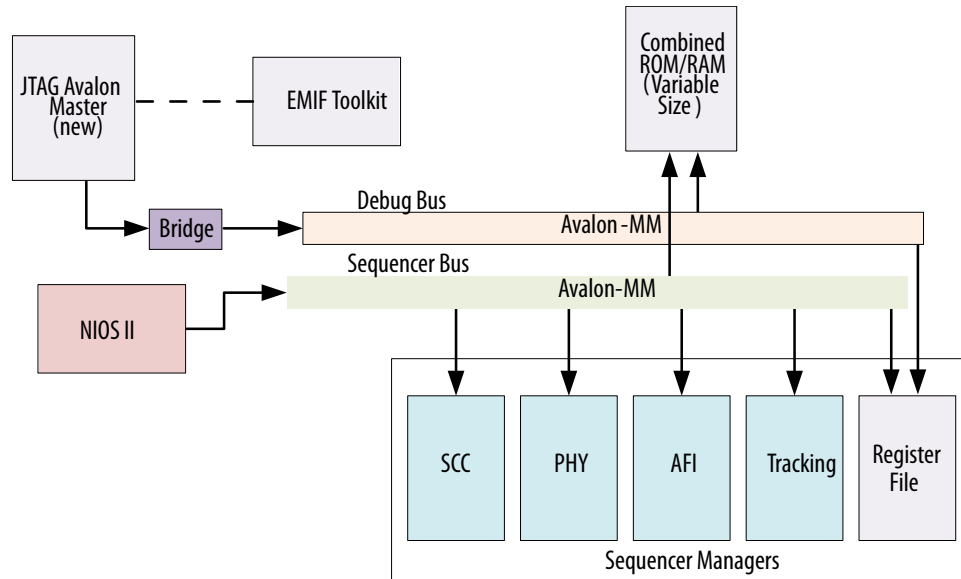 JTAG Avalon
Master
(new)
EMIF Toolkit
Combined
ROM/RAM
( Variable
Size )
Debug Bus
Bridge
Avalon -MM
Sequencer Bus
Avalon-MM
NIOS II
SCC
PHY
AFI
Tracking
Register
File
Sequencer Managers